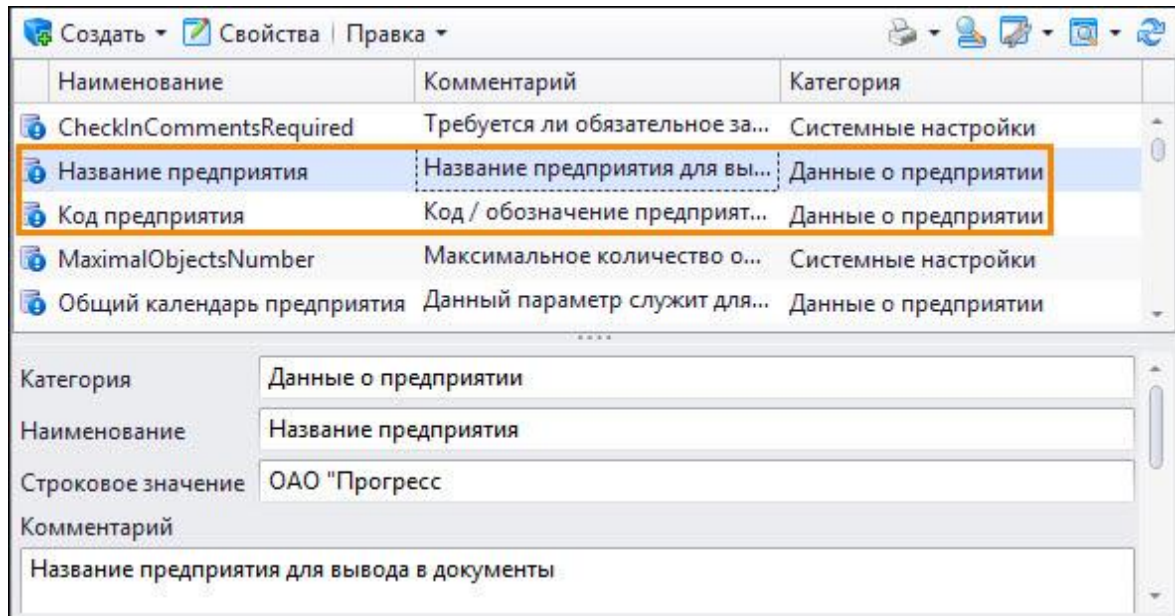 Создать Свойства Правка
Наименование Комментарий Категория
CheckInCommentsRequired Требуется ли обязательное за... Системные настройки
Название предприятия Название предприятия для вы... Данные о предприятии
Код предприятия Код / обозначение предприят... Данные о предприятии
MaximalObjectsNumber Максимальное количество о... Системные настройки
Общий календарь предприятия Данный параметр служит для... Данные о предприятии
Категория Данные о предприятии
Наименование Название предприятия
Строковое значение ОАО "Прогресс
Комментарий
Название предприятия для вывода в документы